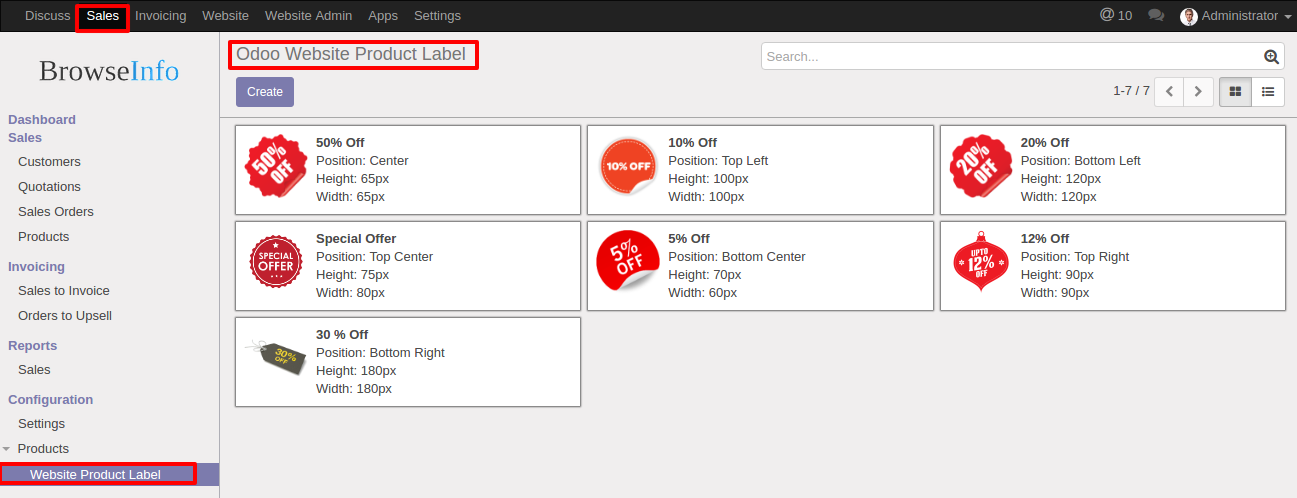 Discuss Sales Invoicing Website Website Admin Apps Settings @ 10 Administrator
BrowseInfo
Odoo Website Product Label
Search...
Create
1-7 / 7
Dashboard
Sales
Customers
Quotations
Sales Orders
Products
Invoicing
Sales to Invoice
Orders to Upsell
Reports
Sales
Configuration
Settings
Products
Website Product Label
50%
OFF
50% Off
Position: Center
Height: 65px
Width: 65px
10% OFF
10% Off
Position: Top Left
Height: 100px
Width: 100px
20%
OFF
20% Off
Position: Bottom Left
Height: 120px
Width: 120px
SPECIAL
OFFER
Special Offer
Position: Top Center
Height: 75px
Width: 80px
5%
OFF
5% Off
Position: Bottom Center
Height: 70px
Width: 60px
UPTO
12%
OFF
12% Off
Position: Top Right
Height: 90px
Width: 90px
30%
OFF
30 % Off
Position: Bottom Right
Height: 180px
Width: 180px